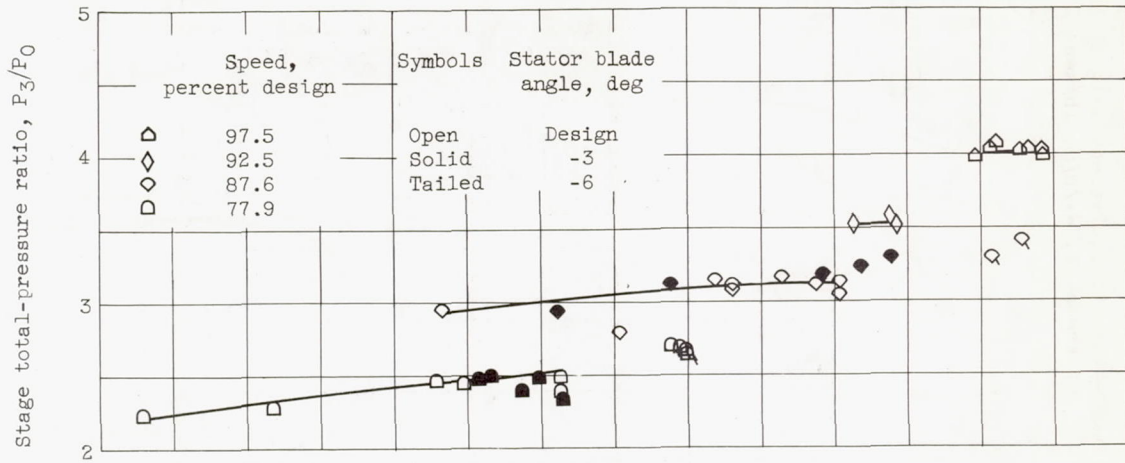 Stage total-pressure ratio, P3/P0
5
4
3
2
Speed,
percent design
97.5
92.5
87.6
77.9
Symbols
Open
Solid
Tailed
Stator blade
angle, deg
Design
-3
-6